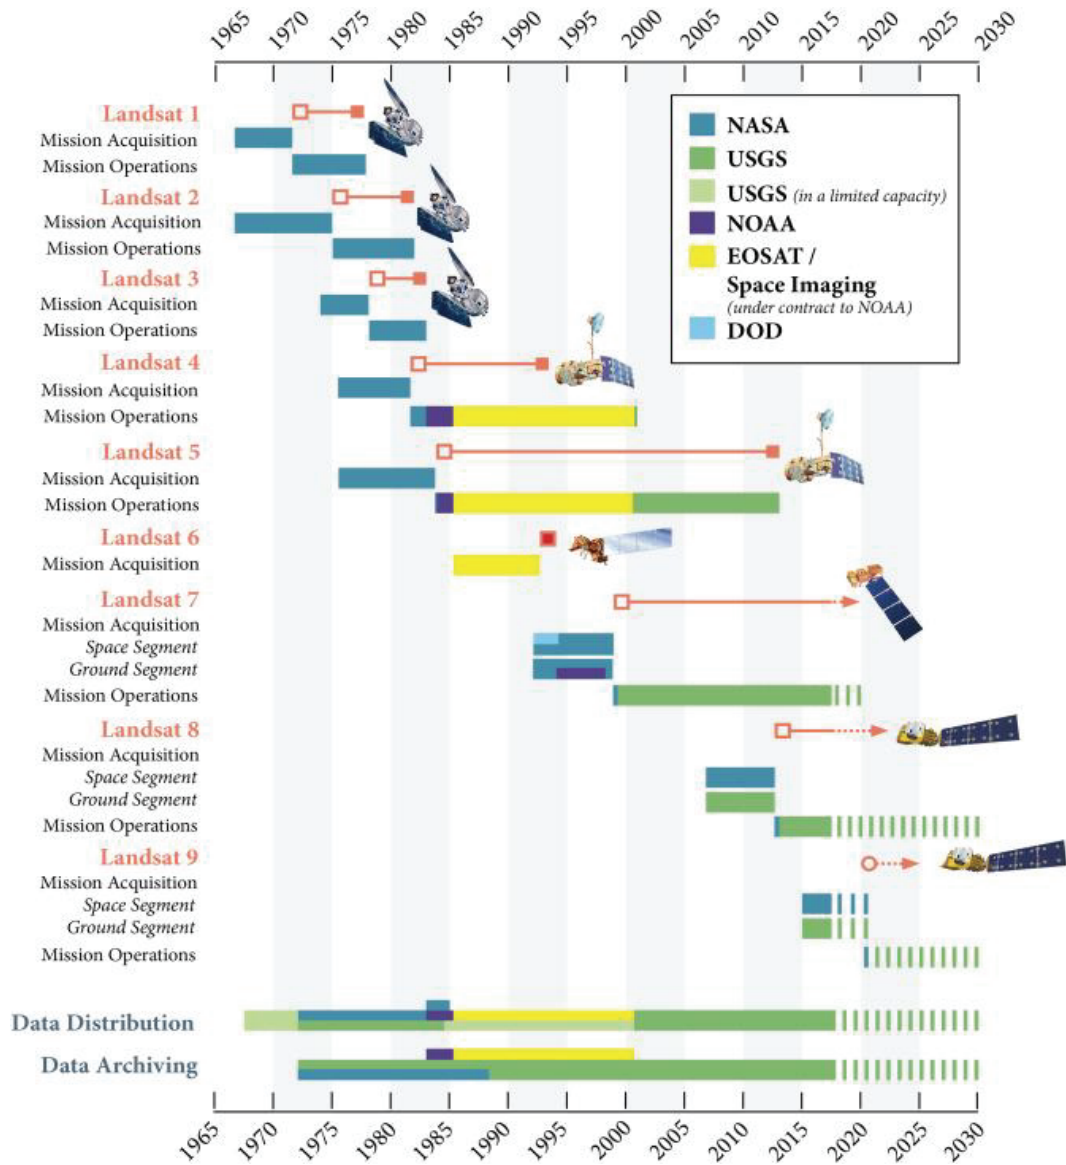 1965 1970 1975 1980 1985 1990 1995 2000 2005 2010 2015 2020 2025 2030
Landsat 1
Mission Acquisition
Mission Operations
Landsat 2
Mission Acquisition
Mission Operations
Landsat 3
Mission Acquisition
Mission Operations
Landsat 4
Mission Acquisition
Mission Operations
Landsat 5
Mission Acquisition
Mission Operations
Landsat 6
Mission Acquisition
Landsat 7
Mission Acquisition
Space Segment
Ground Segment
Mission Operations
Landsat 8
Mission Acquisition
Space Segment
Ground Segment
Mission Operations
Landsat 9
Mission Acquisition
Space Segment
Ground Segment
Mission Operations
Data Distribution
Data Archiving
NASA
USGS
USGS (in a limited capacity)
NOAA
EOSAT /
Space Imaging
(under contract to NOAA)
DOD
1965 1970 1975 1980 1985 1990 1995 2000 2005 2010 2015 2020 2025 2030